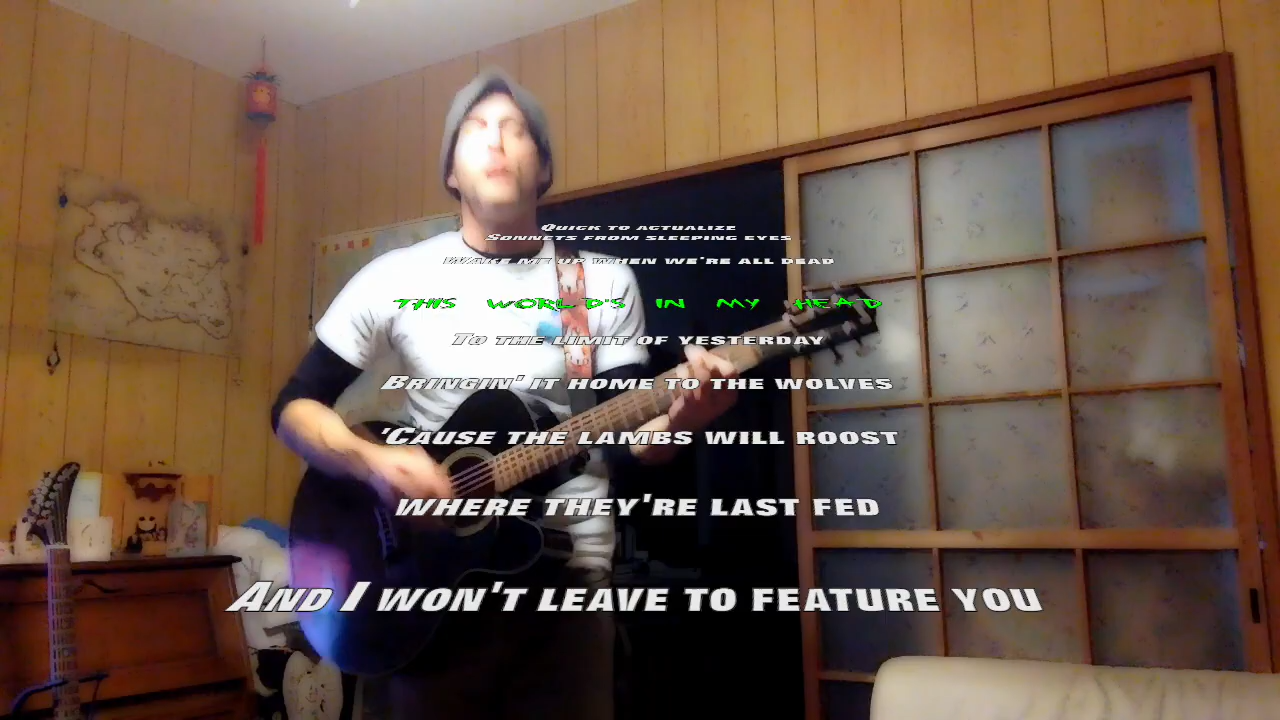 Quick to actualize
Sonnets from sleeping eyes
Wake me up when we're all dead
This world's in my head
To the limit of yesterday
Bringin' it home to the wolves
'Cause the lambs will roost
where they're last fed
And I won't leave to feature you